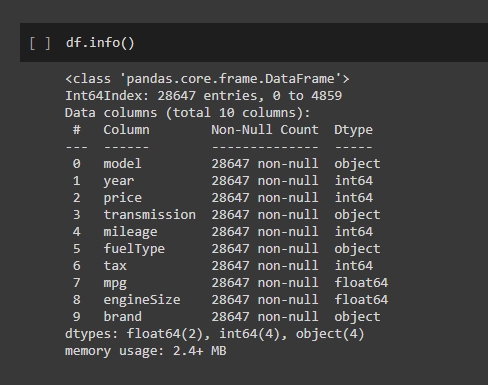 [ ] df.info()
<class 'pandas.core.frame.DataFrame'>
Int64Index: 28647 entries, 0 to 4859
Data columns (total 10 columns):
 #   Column        Non-Null Count  Dtype
---  ------        --------------  -----
 0   model         28647 non-null  object
 1   year          28647 non-null  int64
 2   price         28647 non-null  int64
 3   transmission  28647 non-null  object
 4   mileage       28647 non-null  int64
 5   fuelType      28647 non-null  object
 6   tax           28647 non-null  int64
 7   mpg           28647 non-null  float64
 8   engineSize    28647 non-null  float64
 9   brand         28647 non-null  object
dtypes: float64(2), int64(4), object(4)
memory usage: 2.4+ MB